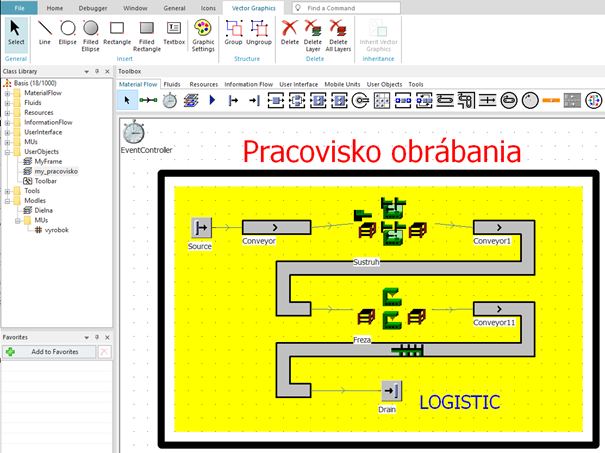 File Home Debugger Window General Icons Vector Graphics Find a Command
Select Line Ellipse Filled Ellipse Rectangle Filled Rectangle Textbox Graphic Settings Group Ungroup Delete Delete Layer Delete All Layers Inherit Vector Graphics
General Insert Structure Delete Inheritance
Class Library
Basis (18/1000)
MaterialFlow
Fluids
Resources
InformationFlow
UserInterface
MUs
UserObjects
MyFrame
my_pracovisko
Toolbar
Tools
Modles
Dielna
MUs
vyrobok
Favorites
Add to Favorites
Toolbox
Material Flow Fluids Resources Information Flow User Interface Mobile Units User Objects Tools
EventController
Pracovisko obrábania
Source Conveyor Conveyor1
Sustruh
Conveyor11
Freza
Drain
LOGISTIC